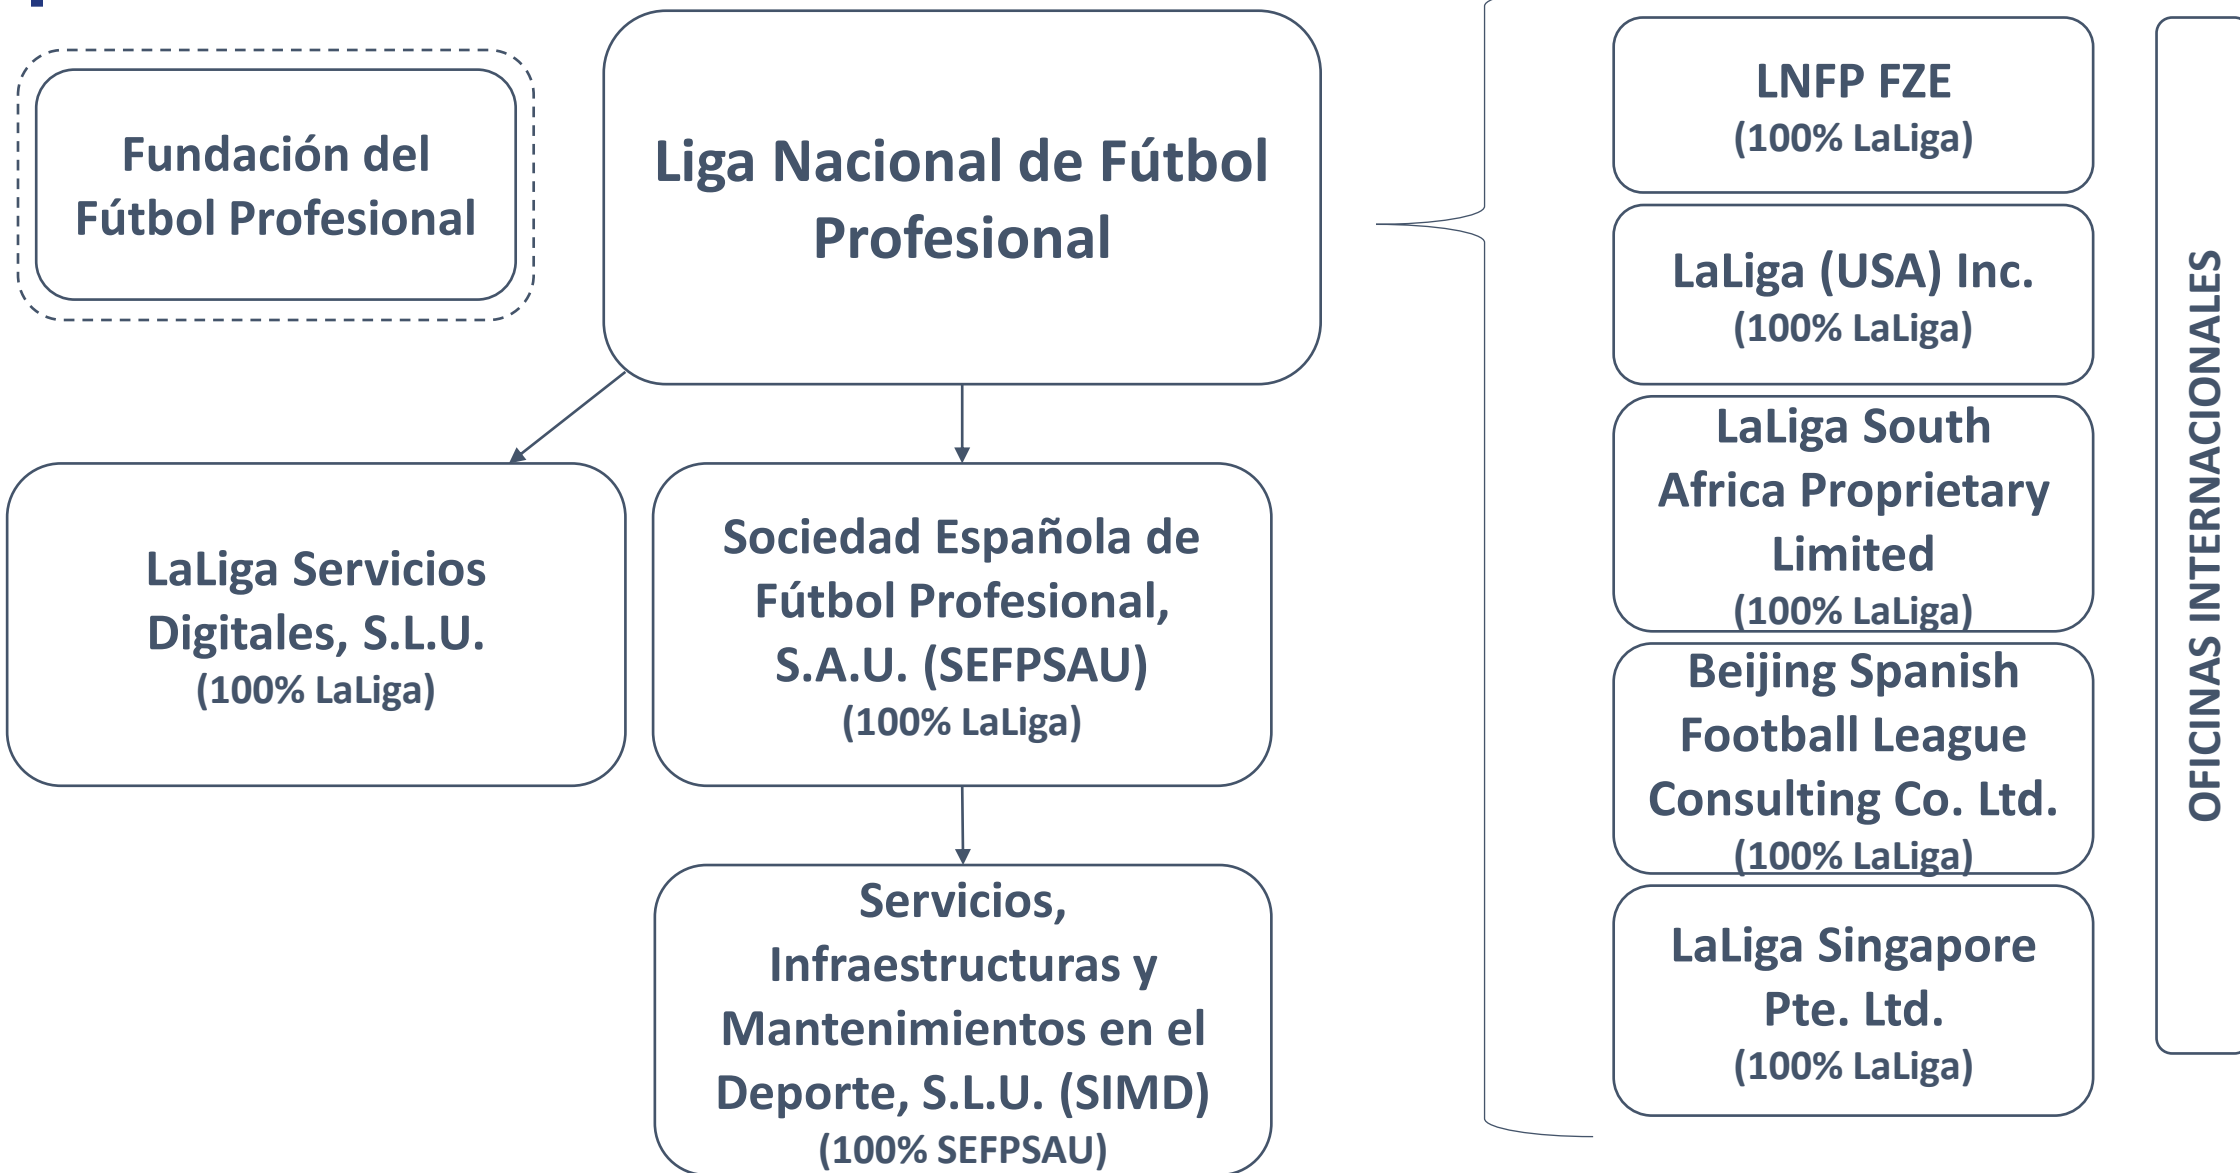 Fundación del
Fútbol Profesional
Liga Nacional de Fútbol
Profesional
LaLiga Servicios
Digitales, S.L.U.
(100% LaLiga)
Sociedad Española de
Fútbol Profesional,
S.A.U. (SEFPSAU)
(100% LaLiga)
Servicios,
Infraestructuras y
Mantenimientos en el
Deporte, S.L.U. (SIMD)
(100% SEFPSAU)
LNFP FZE
(100% LaLiga)
LaLiga (USA) Inc.
(100% LaLiga)
LaLiga South
Africa Proprietary
Limited
(100% LaLiga)
Beijing Spanish
Football League
Consulting Co. Ltd.
(100% LaLiga)
LaLiga Singapore
Pte. Ltd.
(100% LaLiga)
OFICINAS INTERNACIONALES